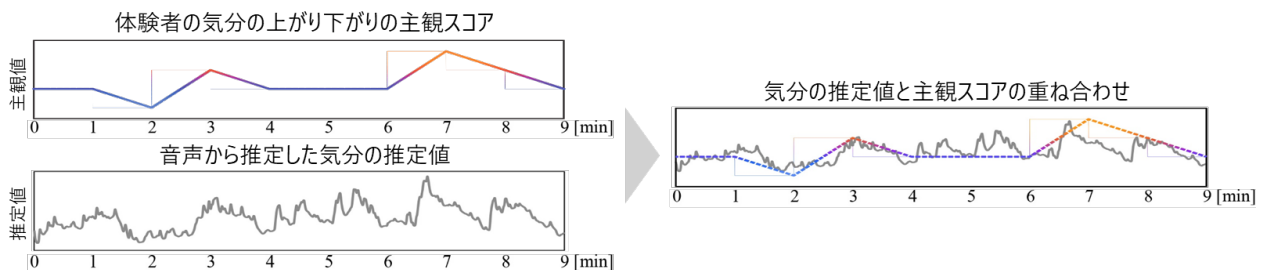 体験者の気分の上がり下がりの主観スコア
主観値
0 1 2 3 4 5 6 7 8 9 [min]
音声から推定した気分の推定値
推定値
0 1 2 3 4 5 6 7 8 9 [min]
気分の推定値と主観スコアの重ね合わせ
0 1 2 3 4 5 6 7 8 9 [min]